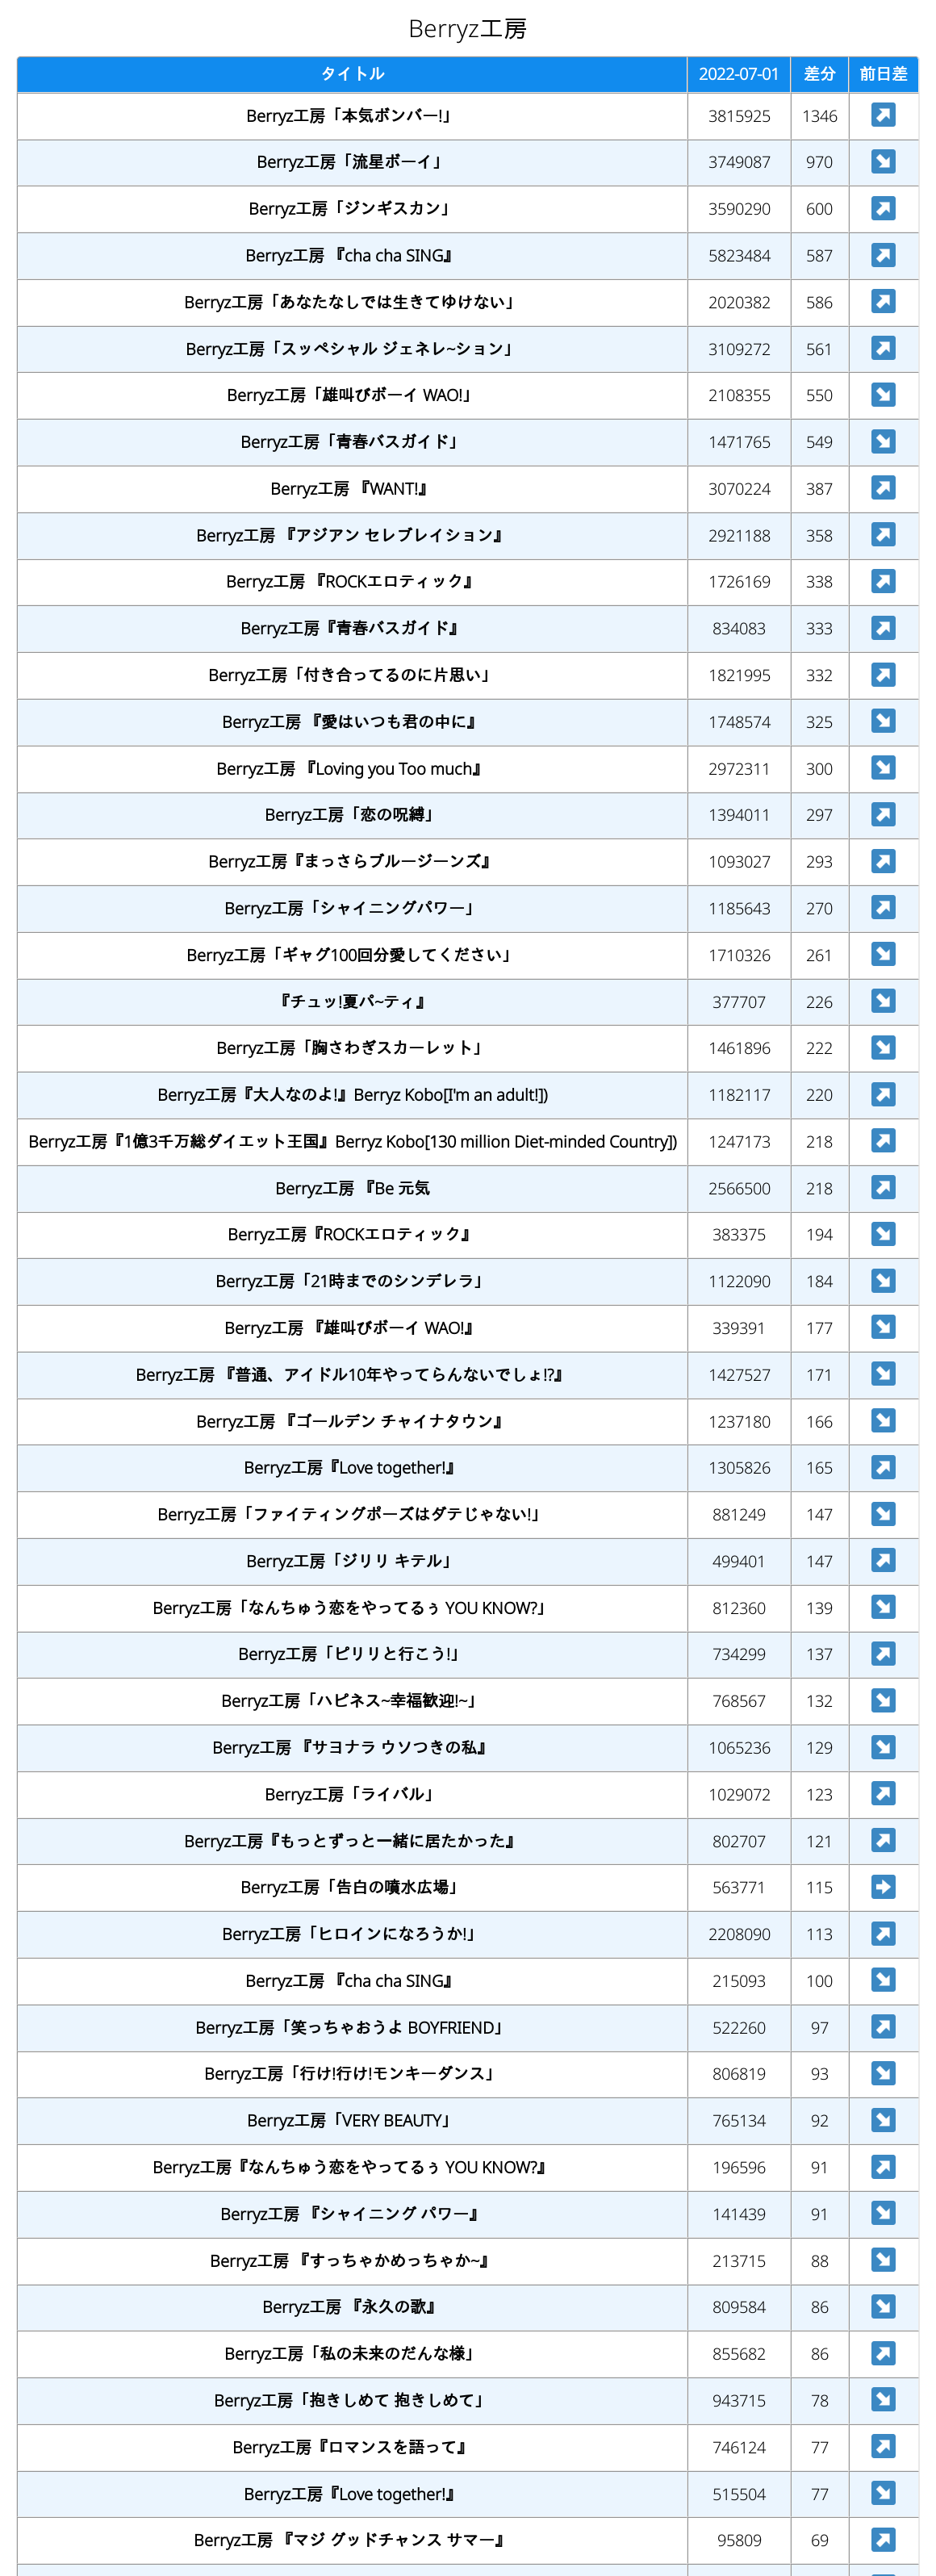 Berryz工房
タイトル 2022-07-01 差分 前日差
Berryz工房「本気ボンバー!」 3815925 1346
Berryz工房「流星ボーイ」 3749087 970
Berryz工房「ジンギスカン」 3590290 600
Berryz工房 『cha cha SING』 5823484 587
Berryz工房「あなたなしでは生きてゆけない」 2020382 586
Berryz工房「スッペシャル ジェネレ~ション」 3109272 561
Berryz工房「雄叫びボーイ WAO!」 2108355 550
Berryz工房「青春バスガイド」 1471765 549
Berryz工房 『WANT!』 3070224 387
Berryz工房 『アジアン セレブレイション』 2921188 358
Berryz工房 『ROCKエロティック』 1726169 338
Berryz工房『青春バスガイド』 834083 333
Berryz工房「付き合ってるのに片思い」 1821995 332
Berryz工房 『愛はいつも君の中に』 1748574 325
Berryz工房 『Loving you Too much』 2972311 300
Berryz工房「恋の呪縛」 1394011 297
Berryz工房『まっさらブルージーンズ』 1093027 293
Berryz工房「シャイニングパワー」 1185643 270
Berryz工房「ギャグ100回分愛してください」 1710326 261
『チュッ!夏パ~ティ』 377707 226
Berryz工房「胸さわぎスカーレット」 1461896 222
Berryz工房『大人なのよ!』Berryz Kobo[I'm an adult!]) 1182117 220
Berryz工房『1億3千万総ダイエット王国』Berryz Kobo[130 million Diet-minded Country]) 1247173 218
Berryz工房 『Be 元気 2566500 218
Berryz工房『ROCKエロティック』 383375 194
Berryz工房「21時までのシンデレラ」 1122090 184
Berryz工房 『雄叫びボーイ WAO!』 339391 177
Berryz工房 『普通、アイドル10年やってらんないでしょ!?』 1427527 171
Berryz工房 『ゴールデン チャイナタウン』 1237180 166
Berryz工房『Love together!』 1305826 165
Berryz工房「ファイティングポーズはダテじゃない!」 881249 147
Berryz工房「ジリリ キテル」 499401 147
Berryz工房「なんちゅう恋をやってるぅ YOU KNOW?」 812360 139
Berryz工房「ピリリと行こう!」 734299 137
Berryz工房「ハピネス~幸福歓迎!~」 768567 132
Berryz工房 『サヨナラ ウソつきの私』 1065236 129
Berryz工房「ライバル」 1029072 123
Berryz工房『もっとずっと一緒に居たかった』 802707 121
Berryz工房「告白の噴水広場」 563771 115
Berryz工房「ヒロインになろうか!」 2208090 113
Berryz工房 『cha cha SING』 215093 100
Berryz工房「笑っちゃおうよ BOYFRIEND」 522260 97
Berryz工房「行け!行け!モンキーダンス」 806819 93
Berryz工房「VERY BEAUTY」 765134 92
Berryz工房『なんちゅう恋をやってるぅ YOU KNOW?』 196596 91
Berryz工房 『シャイニング パワー』 141439 91
Berryz工房 『すっちゃかめっちゃか~』 213715 88
Berryz工房 『永久の歌』 809584 86
Berryz工房「私の未来のだんな様」 855682 86
Berryz工房「抱きしめて 抱きしめて」 943715 78
Berryz工房『ロマンスを語って』 746124 77
Berryz工房『Love together!』 515504 77
Berryz工房 『マジ グッドチャンス サマー』 95809 69